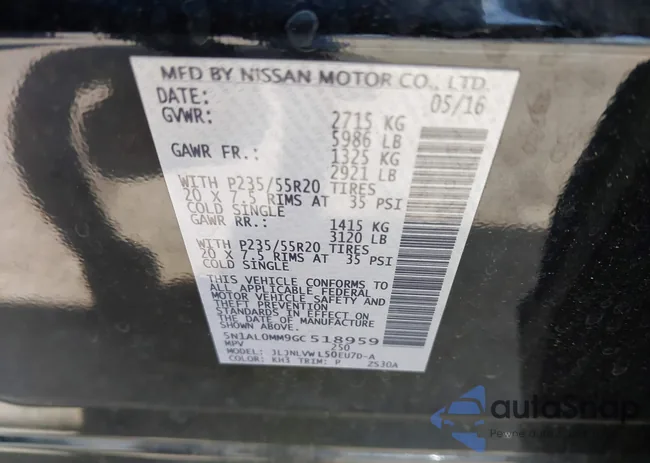 MFD BY NISSAN MOTOR CO., LTD.
DATE: 05/16
GVWR: 2715 KG
5986 LB
GAWR FR.: 1325 KG
2921 LB
WITH P235/55R20 TIRES
20 X 7.5 RIMS AT 35 PSI
COLD SINGLE
GAWR RR.: 1415 KG
3120 LB
WITH P235/55R20 TIRES
20 X 7.5 RIMS AT 35 PSI
COLD SINGLE
THIS VEHICLE CONFORMS TO
ALL APPLICABLE FEDERAL
MOTOR VEHICLE SAFETY AND
THEFT PREVENTION
STANDARDS IN EFFECT ON
THE DATE OF MANUFACTURE
SHOWN ABOVE.
5N1AL0MM9GC518959
MPV 250
MODEL: JLJNLVWL50EU7D-A
COLOR: KH3 TRIM: P 2530A
autoSnap